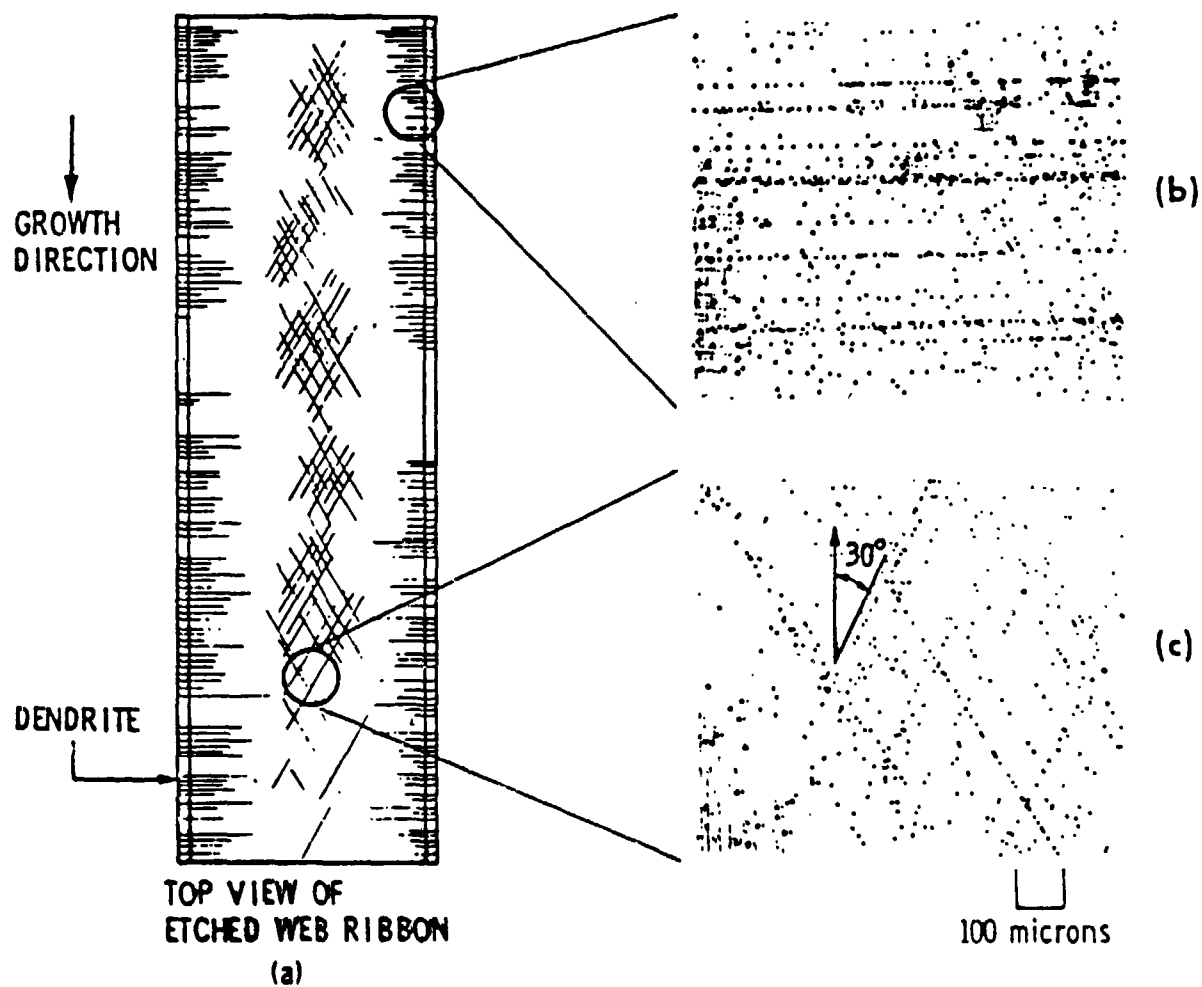 GROWTH
DIRECTION
DENDRITE
TOP VIEW OF
ETCHED WEB RIBBON
(a)
(b)
30°
(c)
100 microns